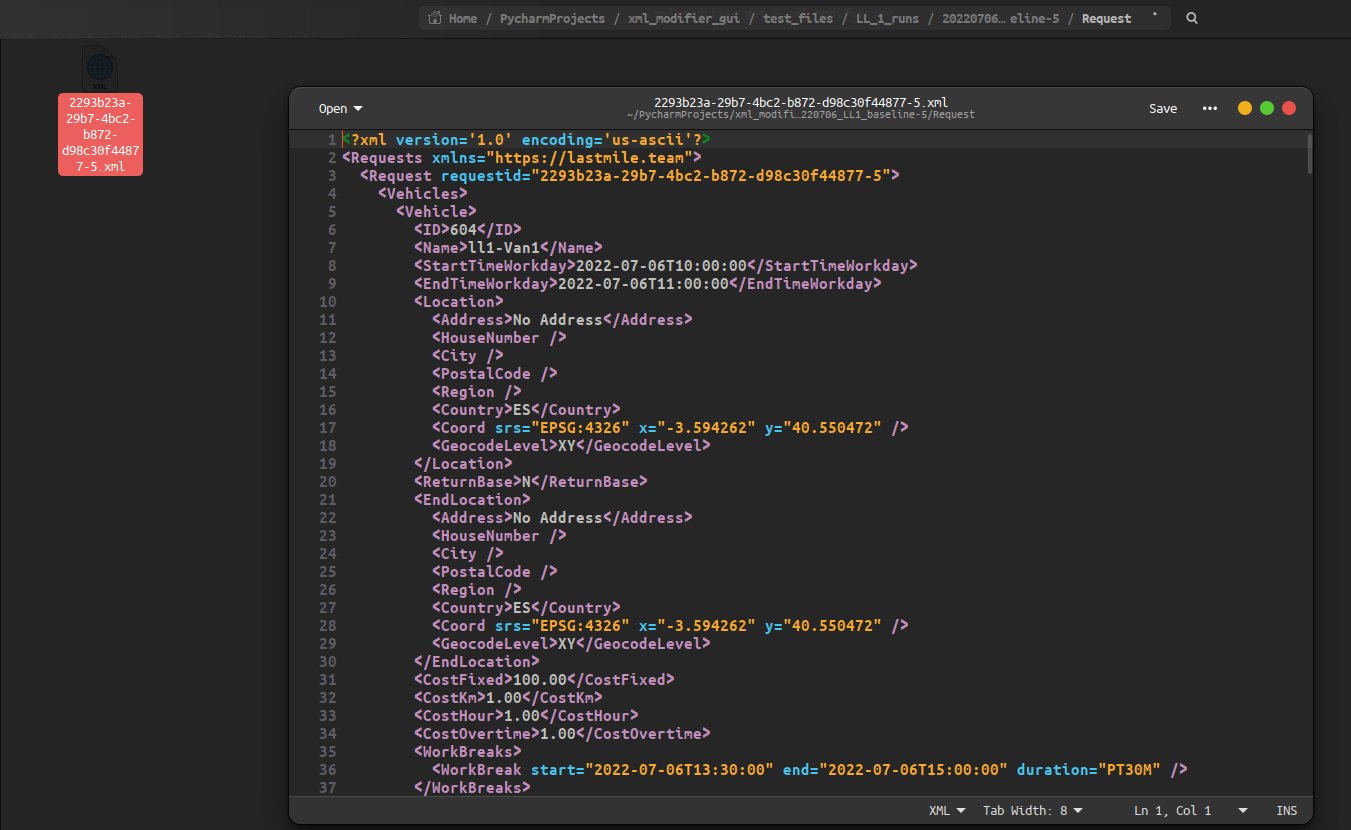 Home / PycharmProjects / xml_modifier_gui / test_files / LL_1_runs / 20220706… eline-5 / Request
XML
2293b23a-
29b7-4bc2-
b872-
d98c30f4487
7-5.xml
Open
2293b23a-29b7-4bc2-b872-d98c30f44877-5.xml
~/PycharmProjects/xml_modifi…220706_LL1_baseline-5/Request
Save
1 <?xml version='1.0' encoding='us-ascii'?>
2 <Requests xmlns="https://lastmile.team">
3 <Request requestid="2293b23a-29b7-4bc2-b872-d98c30f44877-5">
4 <Vehicles>
5 <Vehicle>
6 <ID>604</ID>
7 <Name>ll1-Van1</Name>
8 <StartTimeWorkday>2022-07-06T10:00:00</StartTimeWorkday>
9 <EndTimeWorkday>2022-07-06T11:00:00</EndTimeWorkday>
10 <Location>
11 <Address>No Address</Address>
12 <HouseNumber />
13 <City />
14 <PostalCode />
15 <Region />
16 <Country>ES</Country>
17 <Coord srs="EPSG:4326" x="-3.594262" y="40.550472" />
18 <GeocodeLevel>XY</GeocodeLevel>
19 </Location>
20 <ReturnBase>N</ReturnBase>
21 <EndLocation>
22 <Address>No Address</Address>
23 <HouseNumber />
24 <City />
25 <PostalCode />
26 <Region />
27 <Country>ES</Country>
28 <Coord srs="EPSG:4326" x="-3.594262" y="40.550472" />
29 <GeocodeLevel>XY</GeocodeLevel>
30 </EndLocation>
31 <CostFixed>100.00</CostFixed>
32 <CostKm>1.00</CostKm>
33 <CostHour>1.00</CostHour>
34 <CostOvertime>1.00</CostOvertime>
35 <WorkBreaks>
36 <WorkBreak start="2022-07-06T13:30:00" end="2022-07-06T15:00:00" duration="PT30M" />
37 </WorkBreaks>
XML Tab Width: 8 Ln 1, Col 1 INS